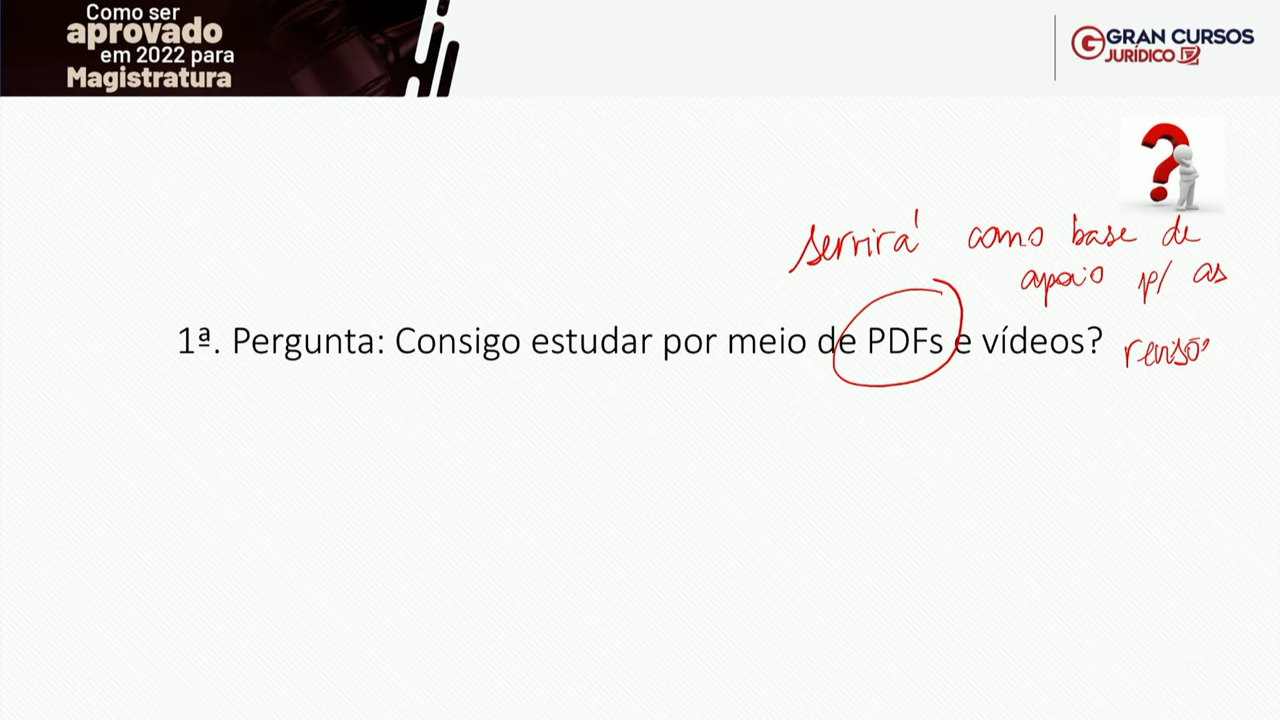 Como ser
aprovado
em 2022 para
Magistratura
GRAN CURSOS
JURÍDICO
servirá como base de
apoio p/ as
1ª. Pergunta: Consigo estudar por meio de PDFs e vídeos?
revisõ